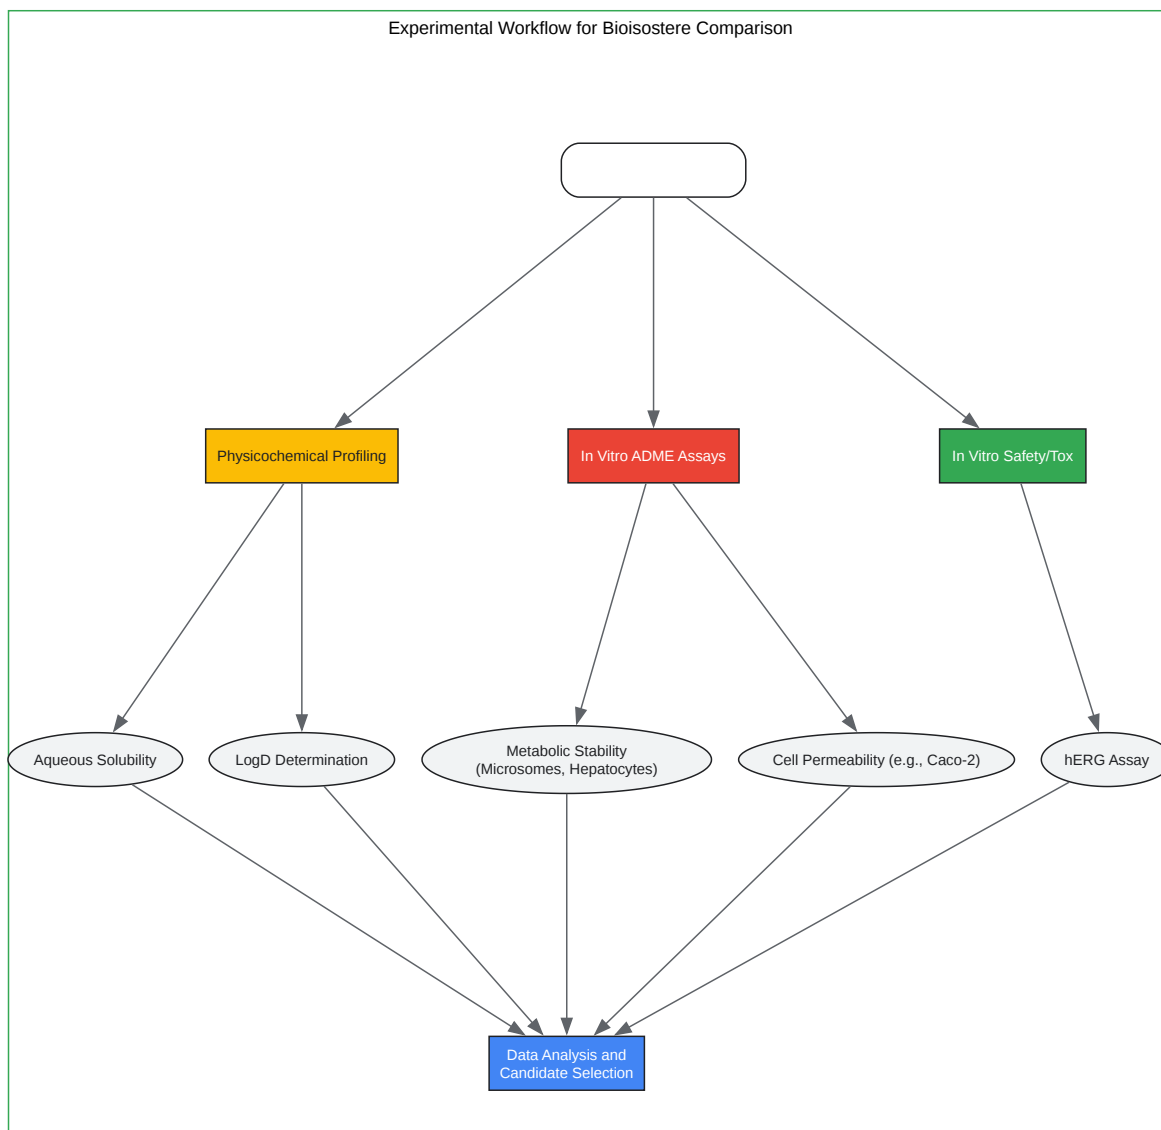 Experimental Workflow for Bioisostere Comparison
Physicochemical Profiling
In Vitro ADME Assays
In Vitro Safety/Tox
Aqueous Solubility
LogD Determination
Metabolic Stability
(Microsomes, Hepatocytes)
Cell Permeability (e.g., Caco-2)
hERG Assay
Data Analysis and
Candidate Selection